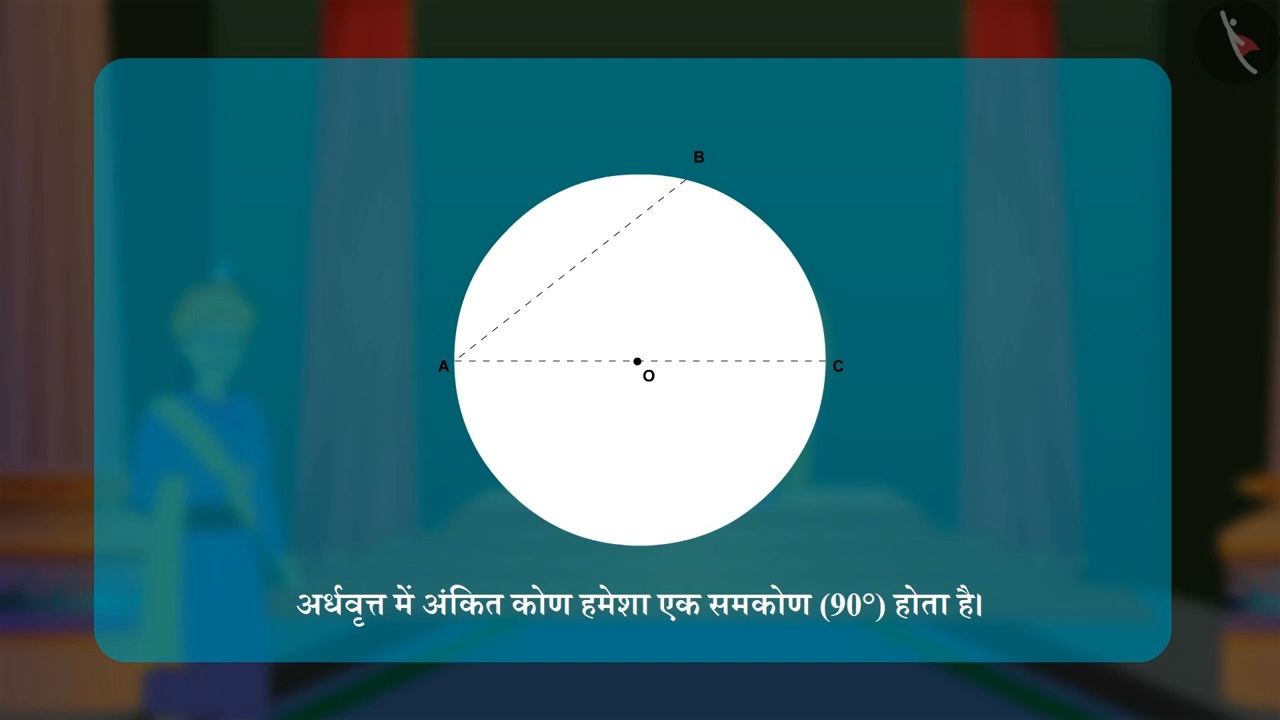 B
A
O
C
अर्धवृत्त में अंकित कोण हमेशा एक समकोण (90°) होता है।